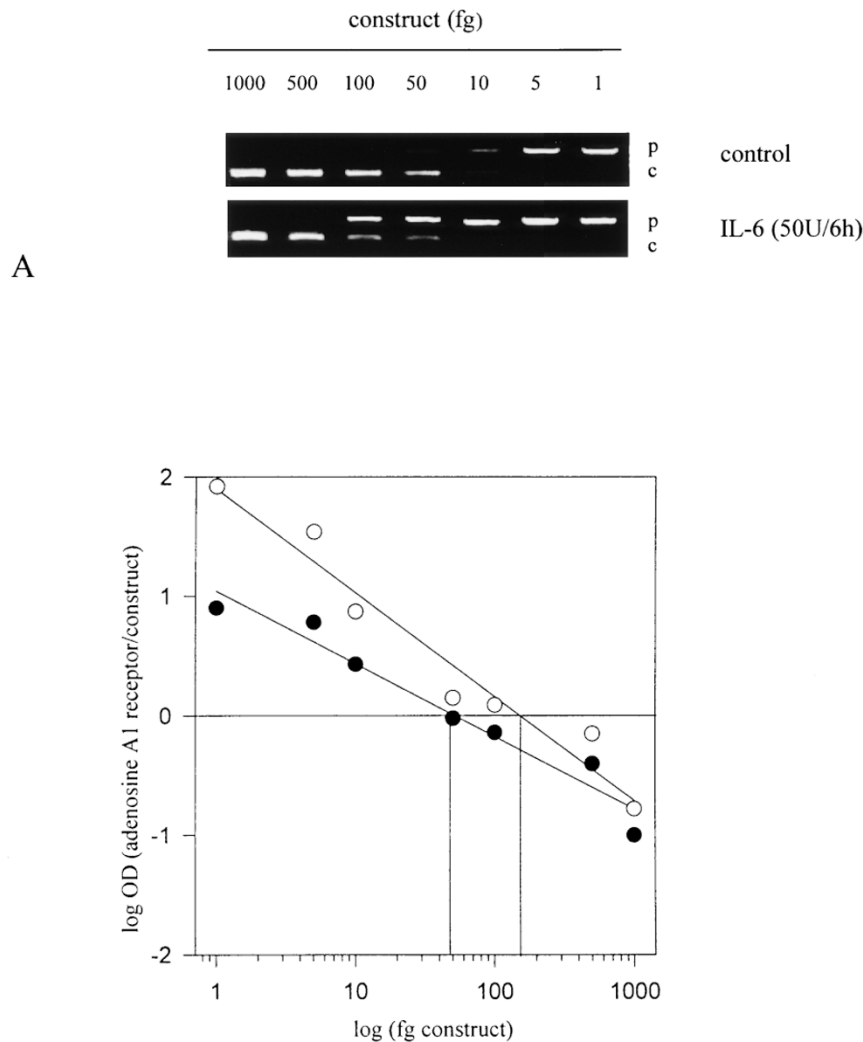 construct (fg)
1000 500 100 50 10 5 1
p
c
control
p
c
IL-6 (50U/6h)
A
2
1
0
-1
-2
log OD (adenosine A1 receptor/construct)
1 10 100 1000
log (fg construct)